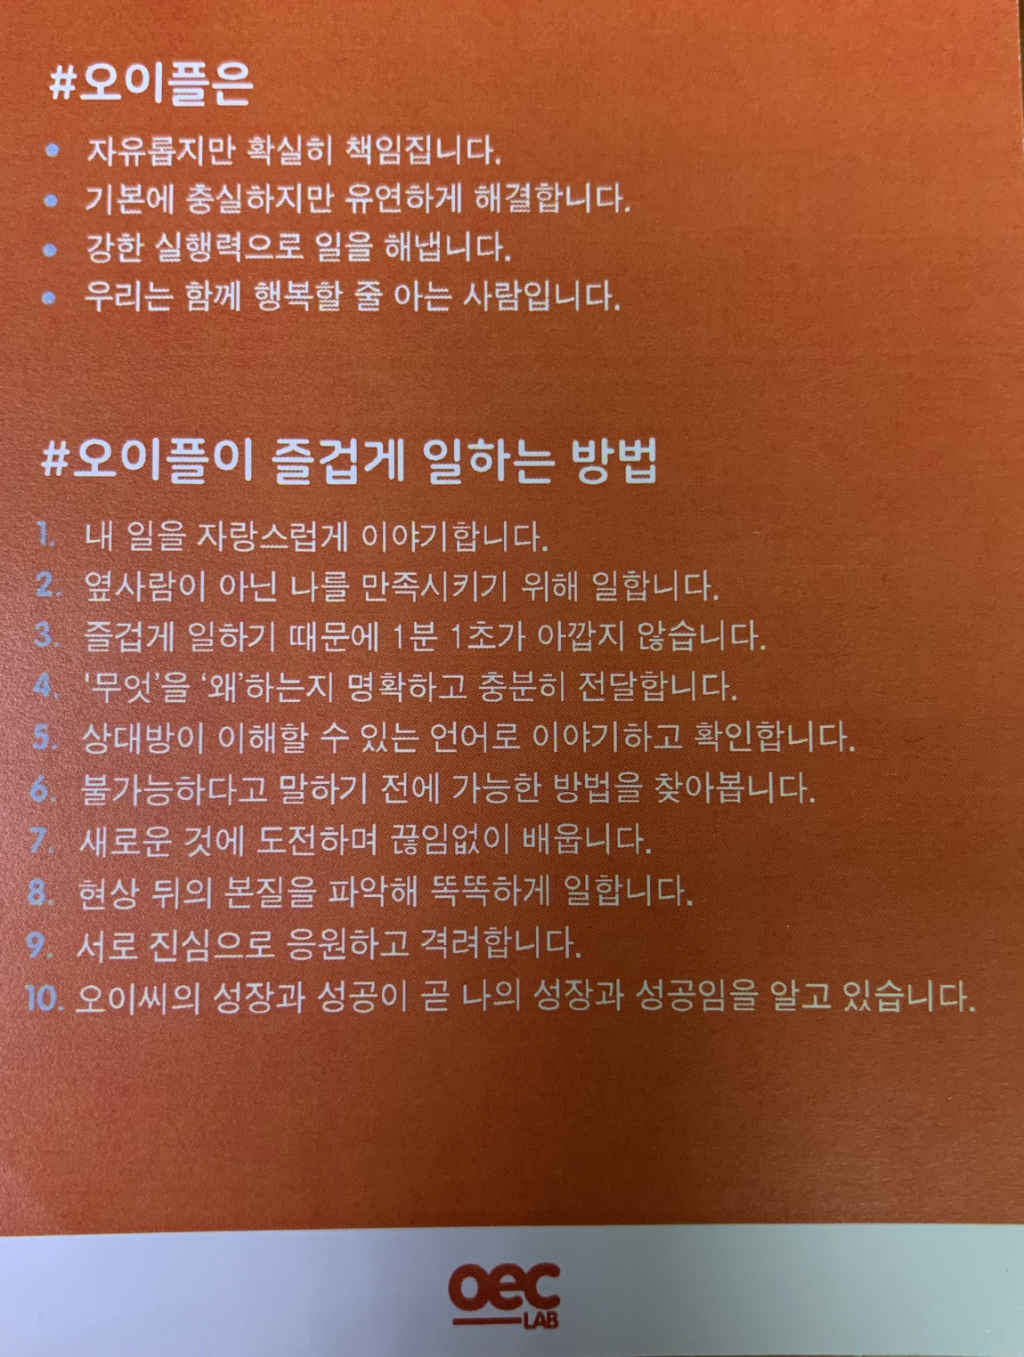 #오이플은
• 자유롭지만 확실히 책임집니다.
• 기본에 충실하지만 유연하게 해결합니다.
• 강한 실행력으로 일을 해냅니다.
• 우리는 함께 행복할 줄 아는 사람입니다.
#오이플이 즐겁게 일하는 방법
1. 내 일을 자랑스럽게 이야기합니다.
2. 옆사람이 아닌 나를 만족시키기 위해 일합니다.
3. 즐겁게 일하기 때문에 1분 1초가 아깝지 않습니다.
4. '무엇'을 '왜'하는지 명확하고 충분히 전달합니다.
5. 상대방이 이해할 수 있는 언어로 이야기하고 확인합니다.
6. 불가능하다고 말하기 전에 가능한 방법을 찾아봅니다.
7. 새로운 것에 도전하며 끊임없이 배웁니다.
8. 현상 뒤의 본질을 파악해 똑똑하게 일합니다.
9. 서로 진심으로 응원하고 격려합니다.
10. 오이씨의 성장과 성공이 곧 나의 성장과 성공임을 알고 있습니다.
oec
LAB